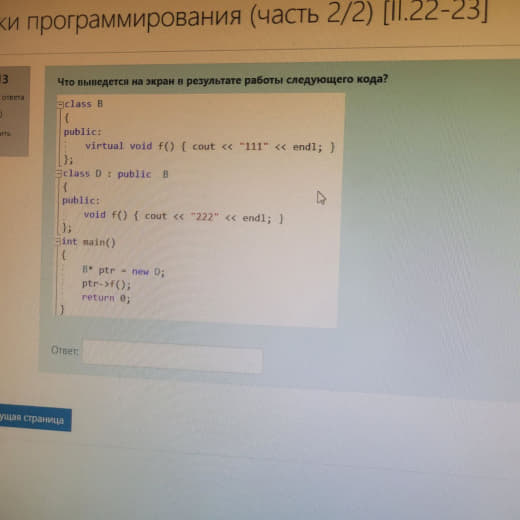 ки программирования (часть 2/2) [II.22-23]
13
ответа
Что выведется на экран в результате работы следующего кода?
class B
{
public:
virtual void f() { cout << "111" << endl; }
};
class D : public B
{
public:
void f() { cout << "222" << endl; }
};
int main()
{
B* ptr = new D;
ptr->f();
return 0;
}
Ответ:
ущая страница